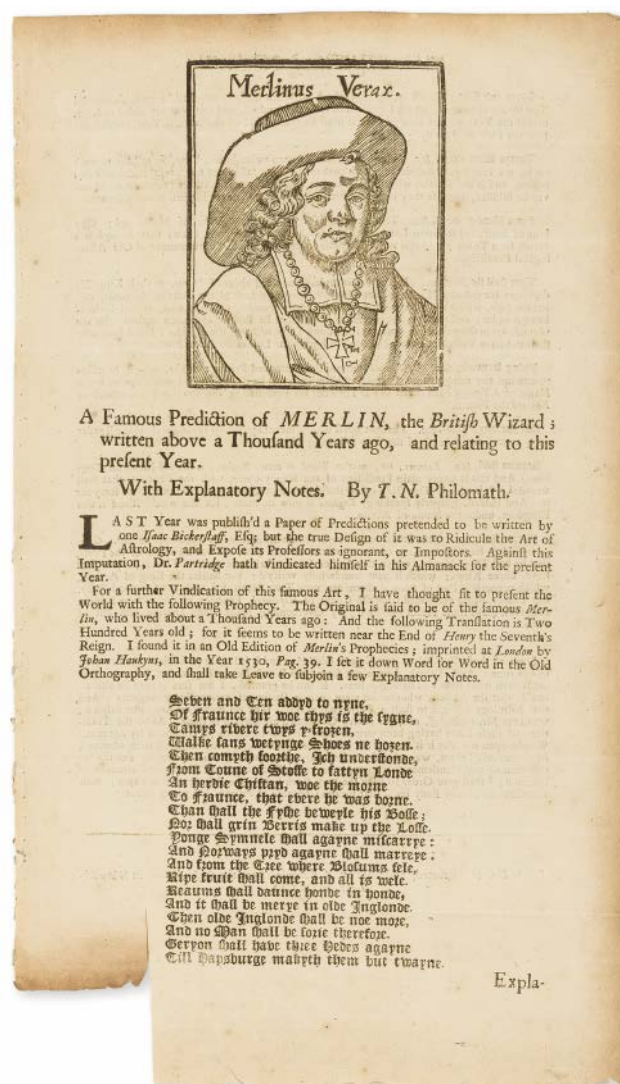 Merlinus Verax.
A Famous Prediction of MERLIN, the Britiſh Wizard;
written above a Thouſand Years ago, and relating to this
preſent Year.
With Explanatory Notes. By T. N. Philomath.
LAST Year was publiſh'd a Paper of Predictions pretended to be written by
one Iſaac Bickerſtaff, Eſq; but the true Deſign of it was to Ridicule the Art of
Aſtrology, and Expoſe its Profeſſors as ignorant, or Impoſtors. Againſt this
Imputation, Dr. Partridge hath vindicated himſelf in his Almanack for the preſent
Year.
For a further Vindication of this famous Art, I have thought fit to preſent the
World with the following Prophecy. The Original is ſaid to be of the famous Mer-
lin, who lived about a Thouſand Years ago: And the following Tranſlation is Two
Hundred Years old; for it ſeems to be written near the End of Henry the Seventh's
Reign. I found it in an Old Edition of Merlin's Prophecies; imprinted at London by
Johan Haukyns, in the Year 1530, Pag. 39. I ſet it down Word for Word in the Old
Orthography, and ſhall take Leave to ſubjoin a few Explanatory Notes.
Seven and Ten addyd to nyne,
Of Fraunce hir woe thys is the ſygne,
Tamys rivere twys y-frozen,
Walke ſans wetynge Shoes ne hozen.
Then comyth foorthe, Ich underſtonde,
From Toune of Stoffe to fattyn Londe
An herdie Chiftan, woe the morne
To Fraunce, that evere he was borne.
Than ſhall the Fyſhe beweyle his Boſſe;
Nor ſhall grin Berris make up the Loſſe.
Yonge Symnele ſhall agayne miſcarrye:
And Norways pryd agayne ſhall marreye.
And from the Tree where Bloſums fele,
Ripe fruit ſhall come, and all is wele.
Reaums ſhall daunce honde in honde,
And it ſhall be merye in olde Inglonde.
Then olde Inglonde ſhall be noe more,
And no Man ſhall be ſorie therefore.
Geryon ſhall have three Hedes agayne
Till Hapsburge makyth them but twayne.
Expla-